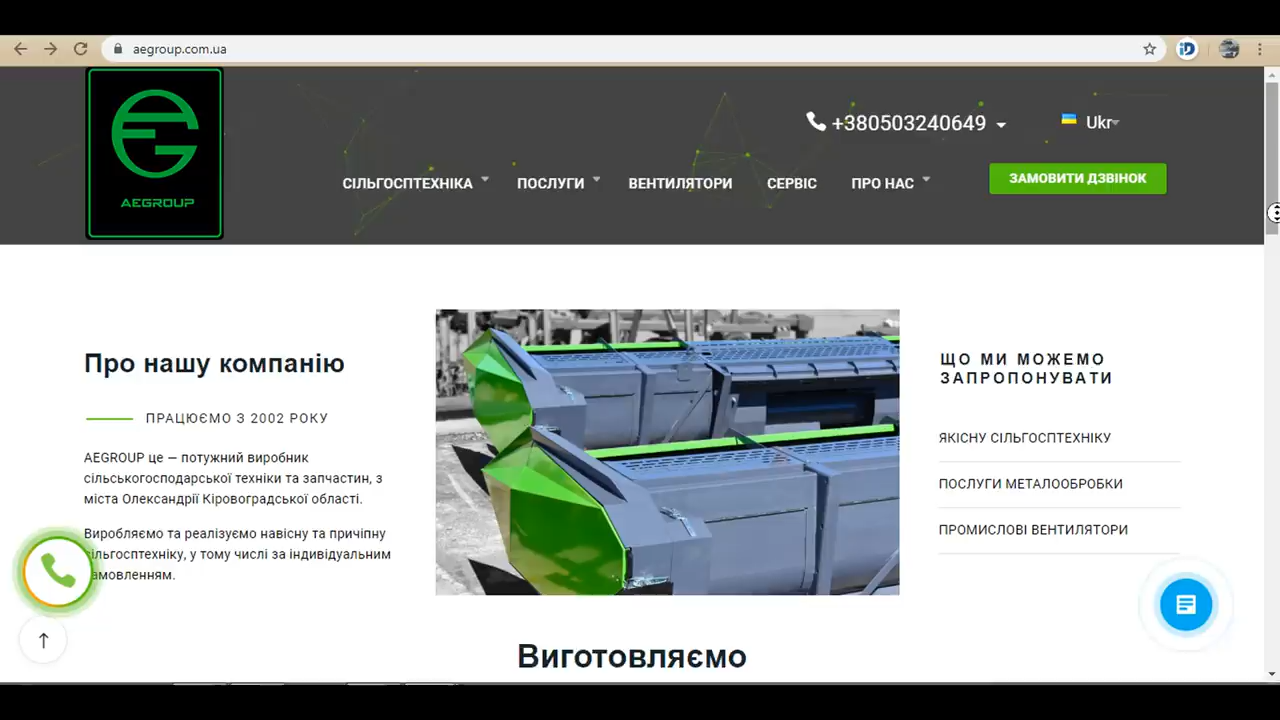 aegroup.com.ua
AEGROUP
+380503240649
Ukr
СІЛЬГОСПТЕХНІКА ПОСЛУГИ ВЕНТИЛЯТОРИ СЕРВІС ПРО НАС
ЗАМОВИТИ ДЗВІНОК
Про нашу компанію
ПРАЦЮЄМО З 2002 РОКУ
AEGROUP це — потужний виробник
сільськогосподарської техніки та запчастин, з
міста Олександрії Кіровоградської області.
Виробляємо та реалізуємо навісну та причіпну
сільгосптехніку, у тому числі за індивідуальним
замовленням.
ЩО МИ МОЖЕМО
ЗАПРОПОНУВАТИ
ЯКІСНУ СІЛЬГОСПТЕХНІКУ
ПОСЛУГИ МЕТАЛООБРОБКИ
ПРОМИСЛОВІ ВЕНТИЛЯТОРИ
Виготовляємо